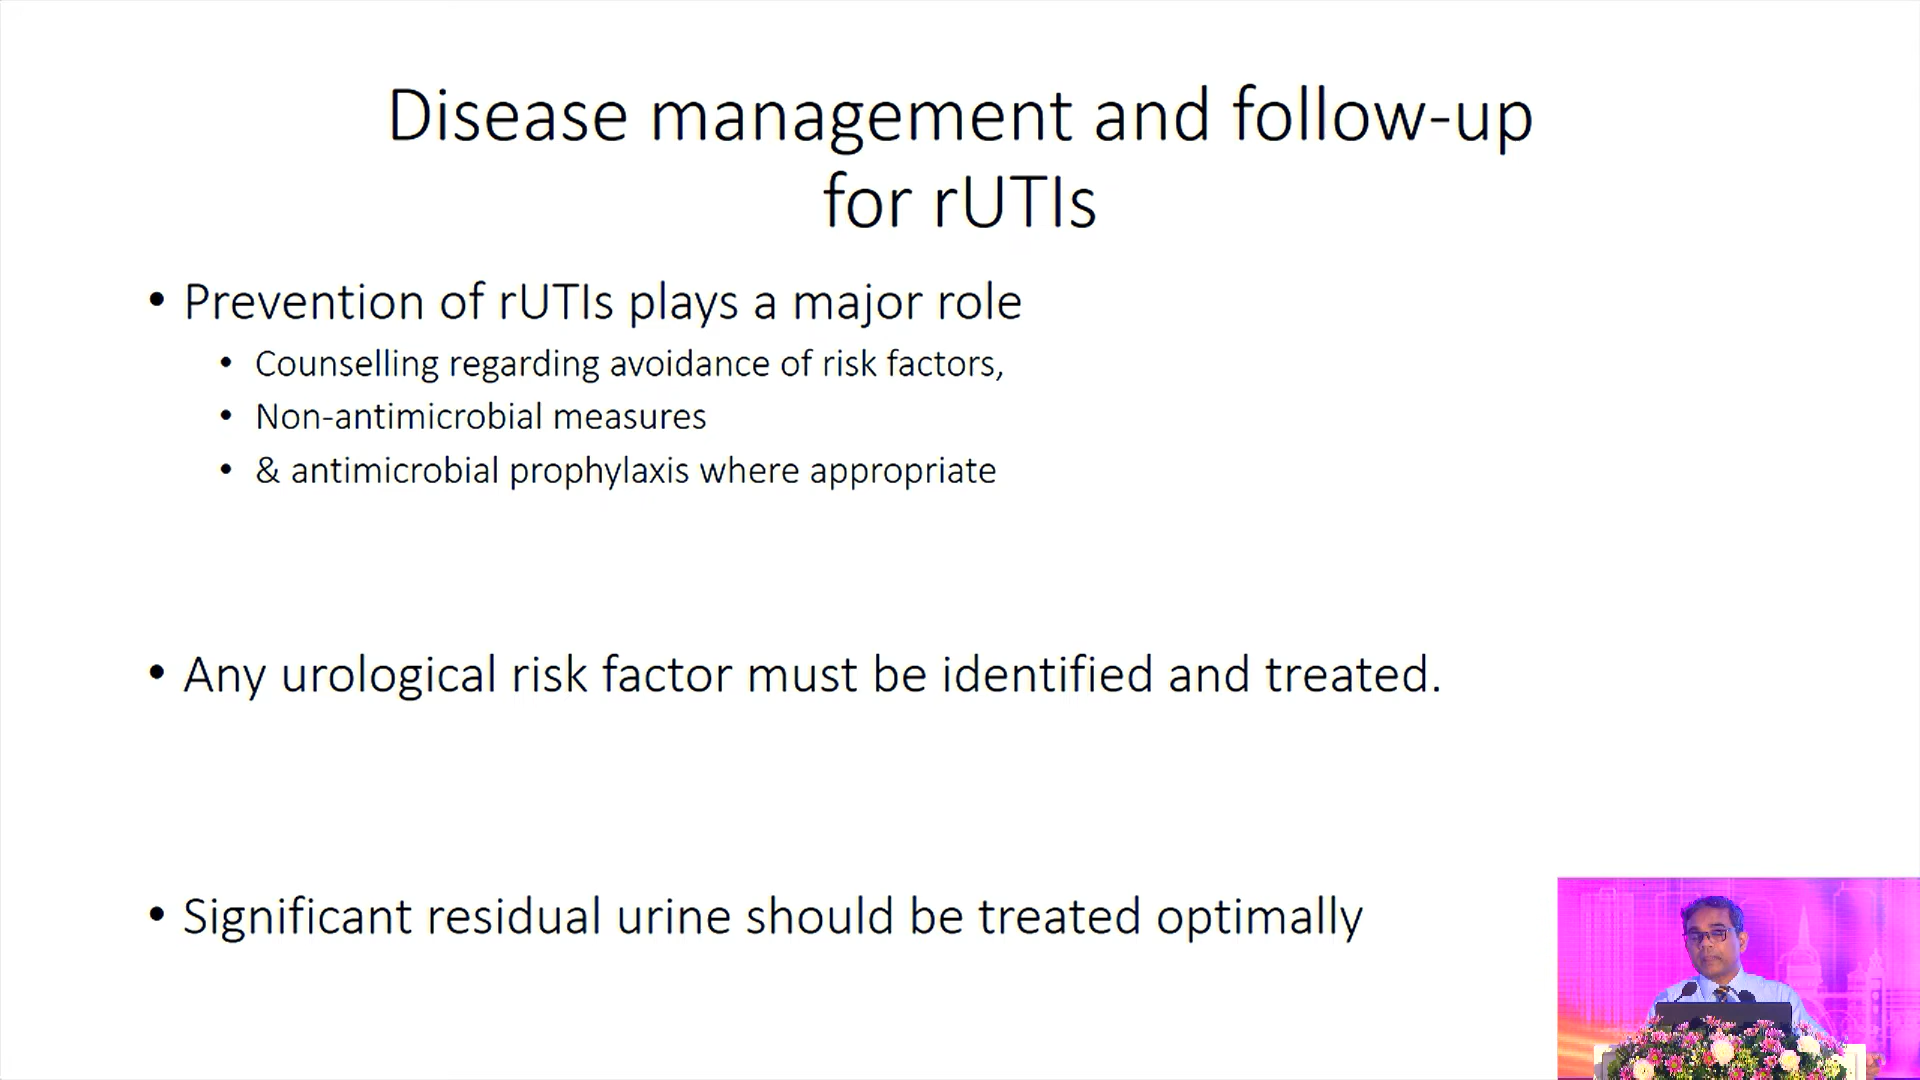 Disease management and follow-up
for rUTIs
• Prevention of rUTIs plays a major role
• Counselling regarding avoidance of risk factors,
• Non-antimicrobial measures
• & antimicrobial prophylaxis where appropriate
• Any urological risk factor must be identified and treated.
• Significant residual urine should be treated optimally